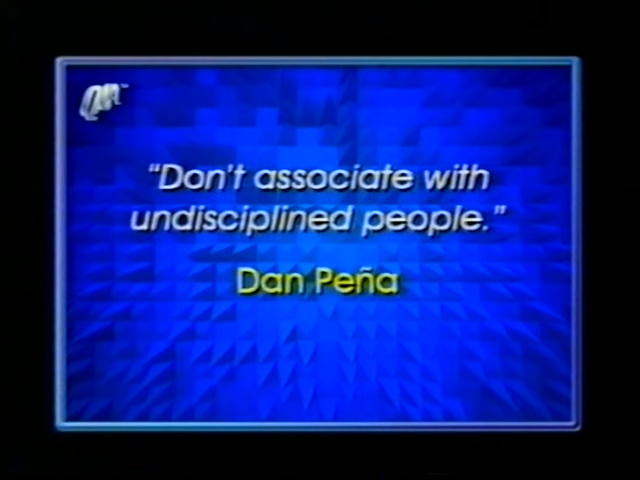 "Don't associate with
undisciplined people."
Dan Peña